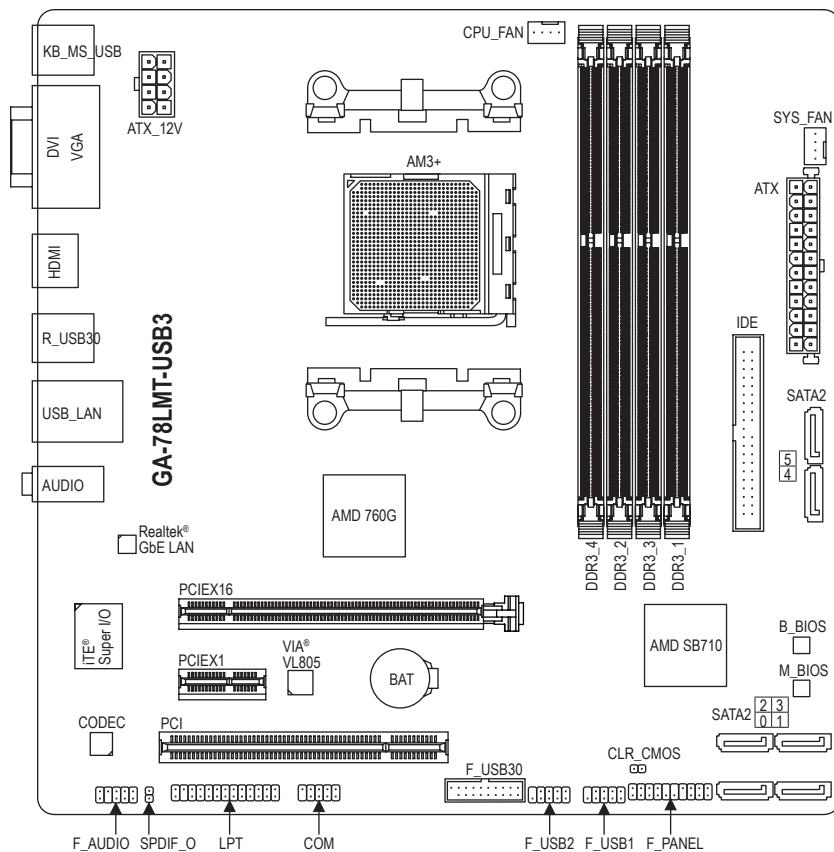 CPU_FAN
KB_MS_USB
ATX_12V
SYS_FAN
DVI
VGA
AM3+
ATX
HDMI
R_USB30
IDE
GA-78LMT-USB3
USB_LAN
SATA2
5
4
AUDIO
AMD 760G
Realtek®
GbE LAN
DDR3_4
DDR3_2
DDR3_3
DDR3_1
PCIEX16
iTE®
Super I/O
AMD SB710
B_BIOS
PCIEX1
VIA®
VL805
BAT
M_BIOS
SATA2
2 3
0 1
CODEC
PCI
CLR_CMOS
F_USB30
F_AUDIO
SPDIF_O
LPT
COM
F_USB2
F_USB1
F_PANEL